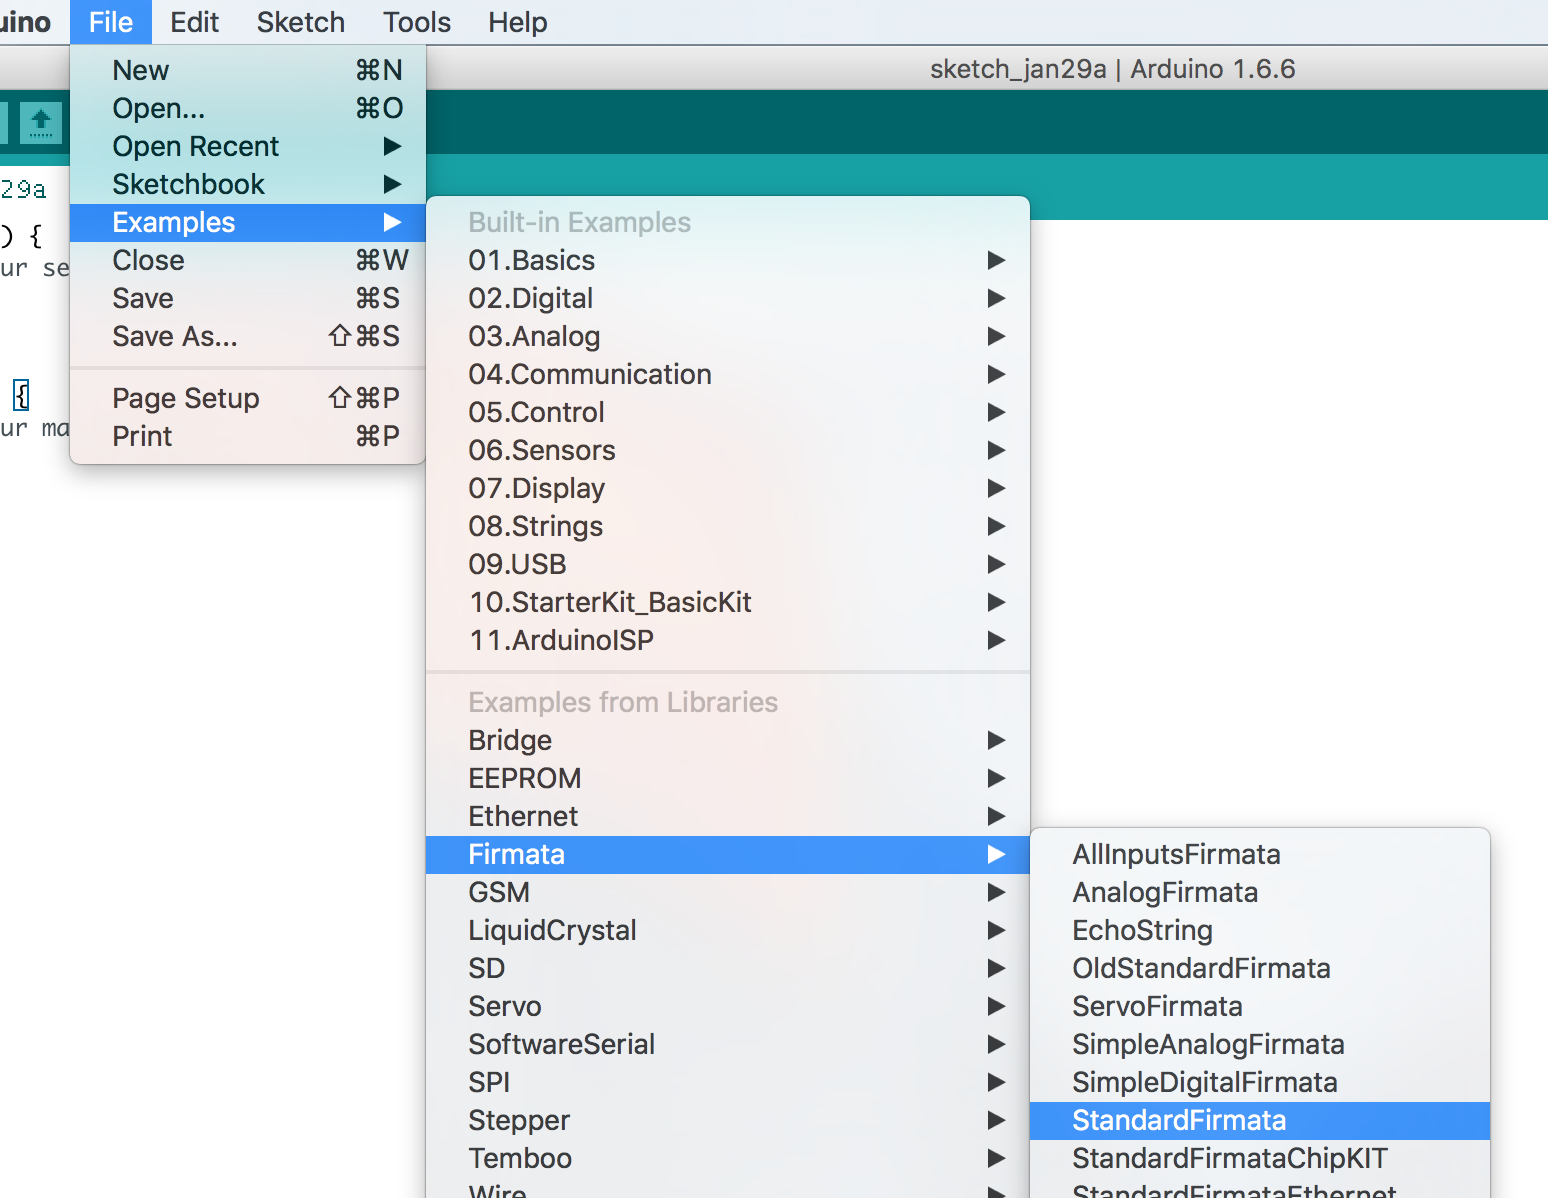 uino File Edit Sketch Tools Help
sketch_jan29a | Arduino 1.6.6
New ⌘N
Open... ⌘O
Open Recent ▶
Sketchbook ▶
Examples ▶
Close ⌘W
Save ⌘S
Save As... ⇧⌘S
Page Setup ⇧⌘P
Print ⌘P
29a
) {
ur se
{
ur ma
Built-in Examples
01.Basics ▶
02.Digital ▶
03.Analog ▶
04.Communication ▶
05.Control ▶
06.Sensors ▶
07.Display ▶
08.Strings ▶
09.USB ▶
10.StarterKit_BasicKit ▶
11.ArduinoISP ▶
Examples from Libraries
Bridge ▶
EEPROM ▶
Ethernet ▶
Firmata ▶
GSM ▶
LiquidCrystal ▶
SD ▶
Servo ▶
SoftwareSerial ▶
SPI ▶
Stepper ▶
Temboo ▶
Wire ▶
AllInputsFirmata
AnalogFirmata
EchoString
OldStandardFirmata
ServoFirmata
SimpleAnalogFirmata
SimpleDigitalFirmata
StandardFirmata
StandardFirmataChipKIT
StandardFirmataEthernet